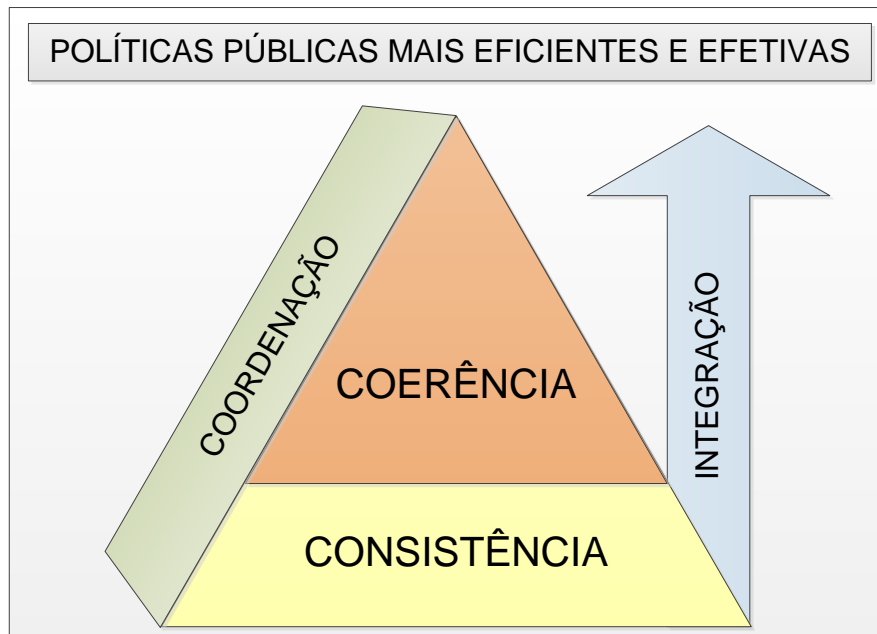 POLÍTICAS PÚBLICAS MAIS EFICIENTES E EFETIVAS
COORDENAÇÃO
COERÊNCIA
INTEGRAÇÃO
CONSISTÊNCIA